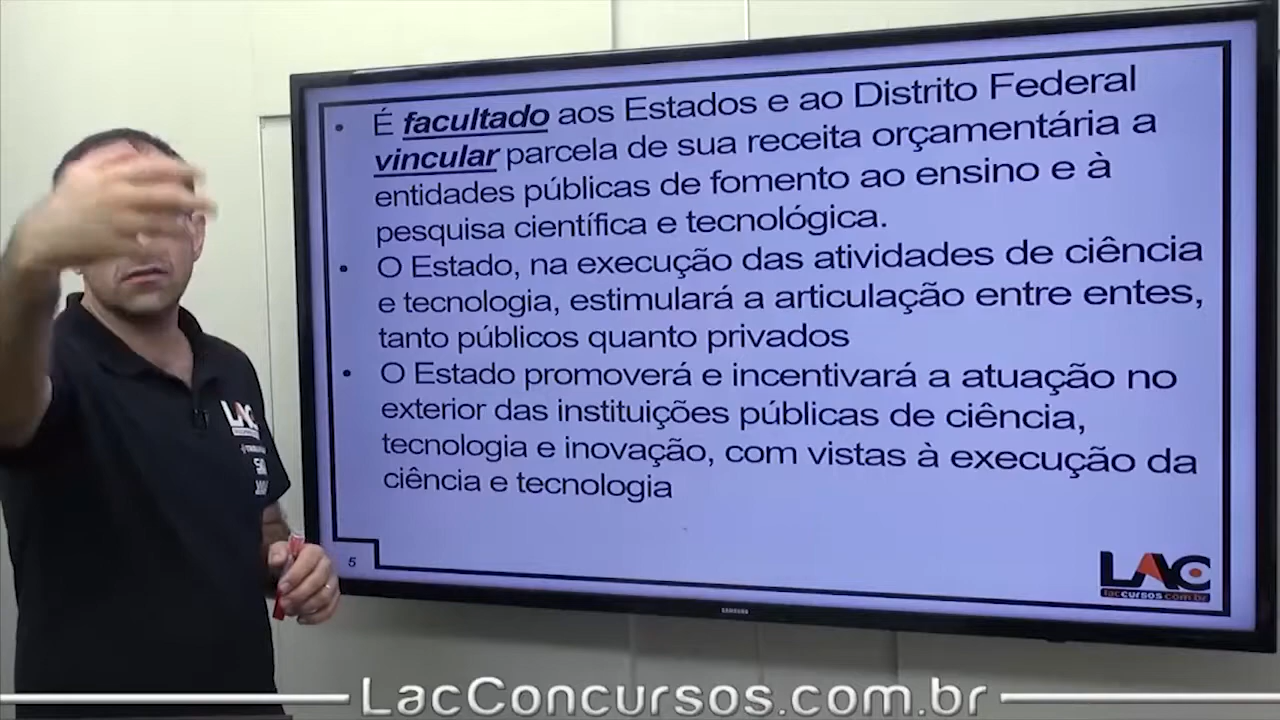 É facultado aos Estados e ao Distrito Federal
vincular parcela de sua receita orçamentária a
entidades públicas de fomento ao ensino e à
pesquisa científica e tecnológica.
O Estado, na execução das atividades de ciência
e tecnologia, estimulará a articulação entre entes,
tanto públicos quanto privados
O Estado promoverá e incentivará a atuação no
exterior das instituições públicas de ciência,
tecnologia e inovação, com vistas à execução da
ciência e tecnologia
5
LAC
laccursos.com.br
SAMSUNG
LAC
LacConcursos.com.br